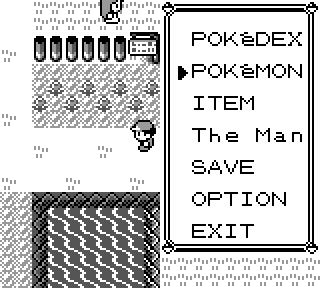 POKéDEX
POKéMON
ITEM
The Man
SAVE
OPTION
EXIT